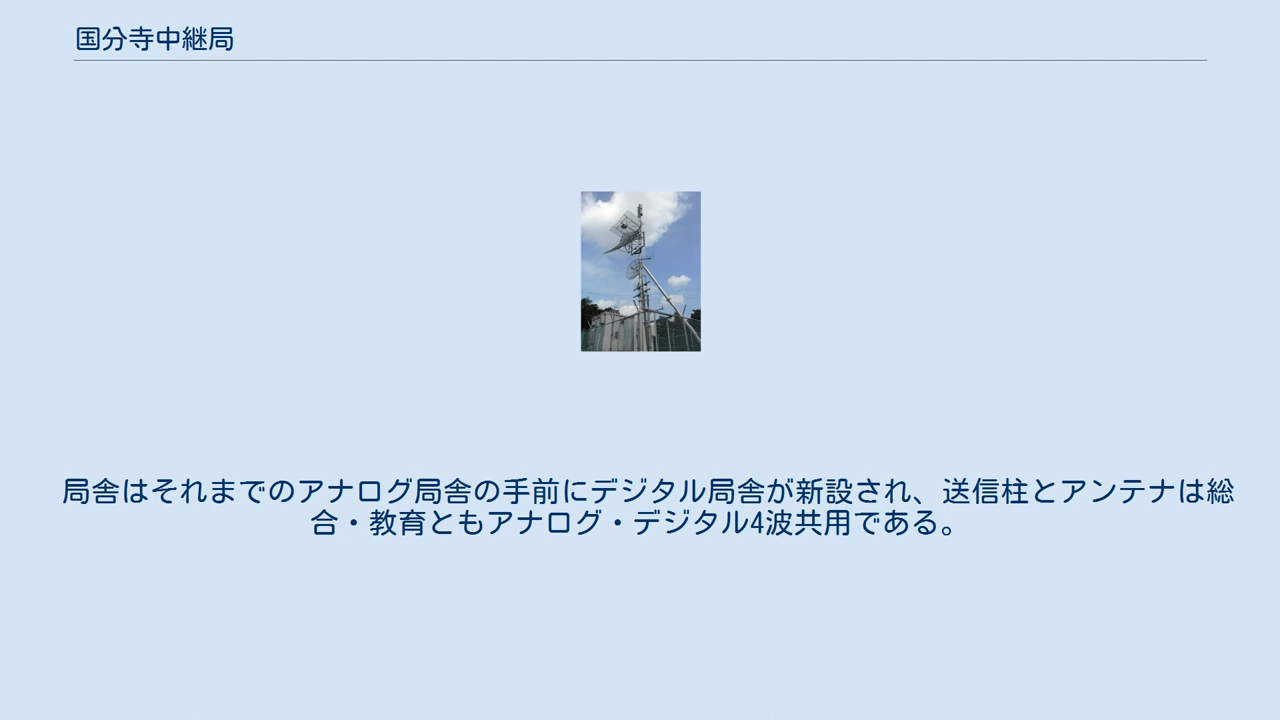 国分寺中継局
局舎はそれまでのアナログ局舎の手前にデジタル局舎が新設され、送信柱とアンテナは総
合・教育ともアナログ・デジタル4波共用である。